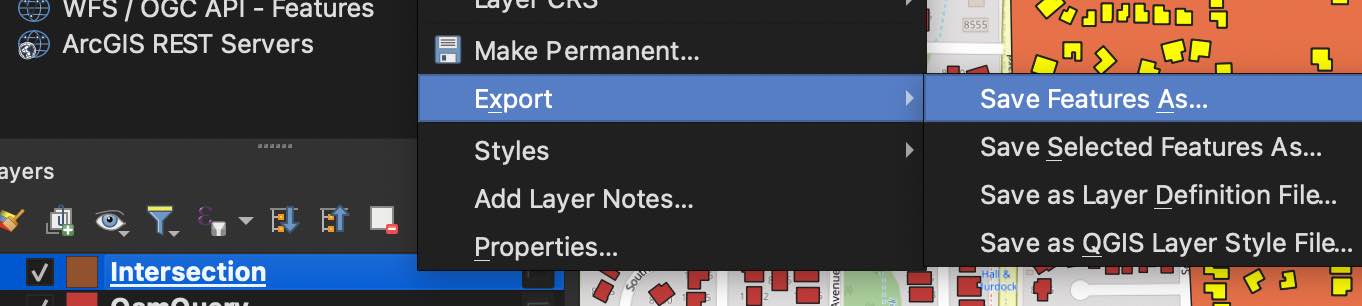 WFS / OGC API - Features
ArcGIS REST Servers
Layer CRS
Make Permanent...
Export
Styles
Add Layer Notes...
Properties...
Save Features As...
Save Selected Features As...
Save as Layer Definition File...
Save as QGIS Layer Style File...
ayers
Intersection
OsmQuery
8555
Hall &
Murdock
Avenue